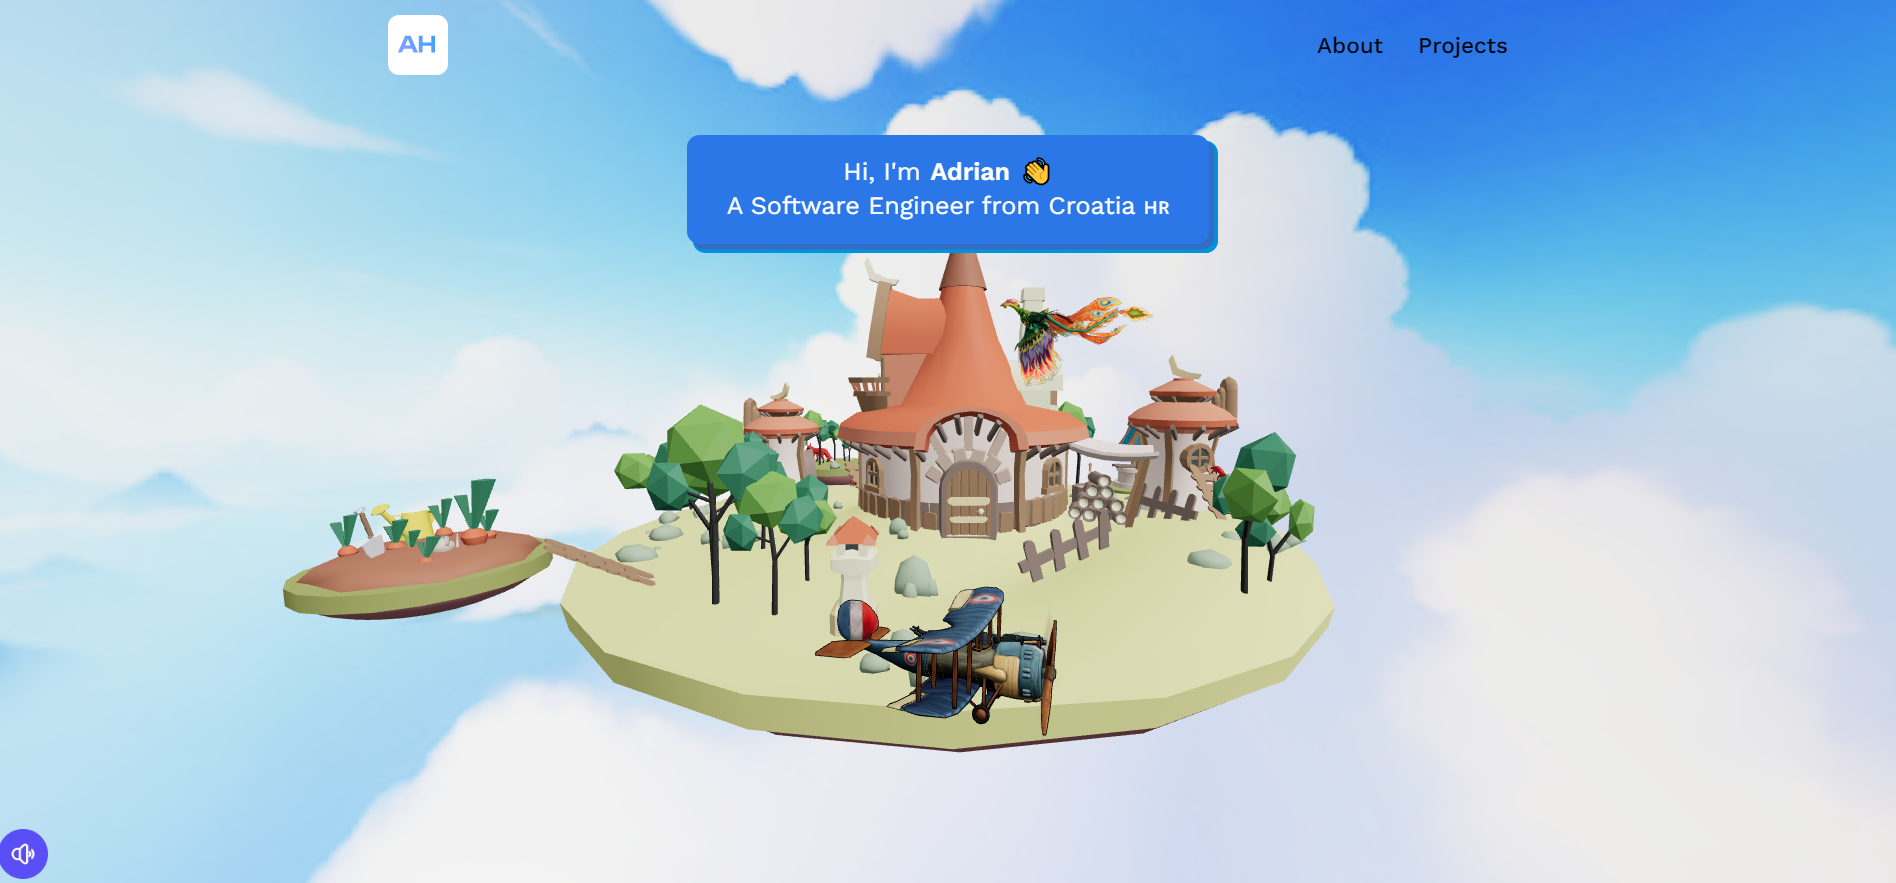 AH
About
Projects
Hi, I'm Adrian 👋
A Software Engineer from Croatia HR